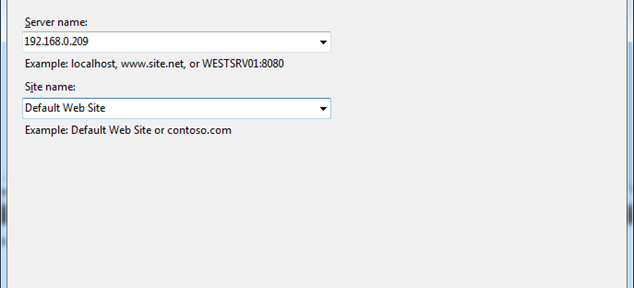 Server name:
192.168.0.209
Example: localhost, www.site.net, or WESTSRV01:8080
Site name:
Default Web Site
Example: Default Web Site or contoso.com